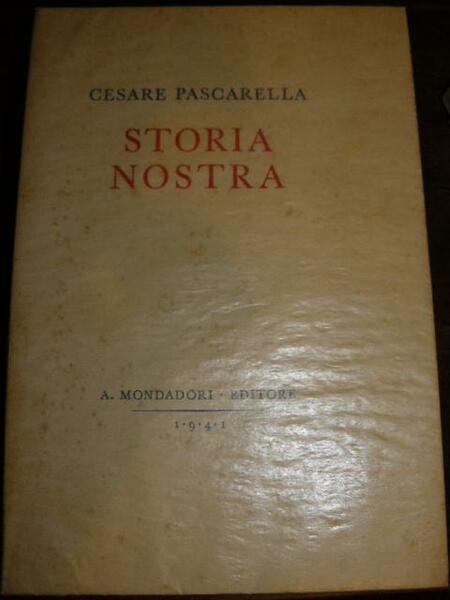 CESARE PASCARELLA
STORIA
NOSTRA
A. MONDADORI · EDITORE
1·9·4·1